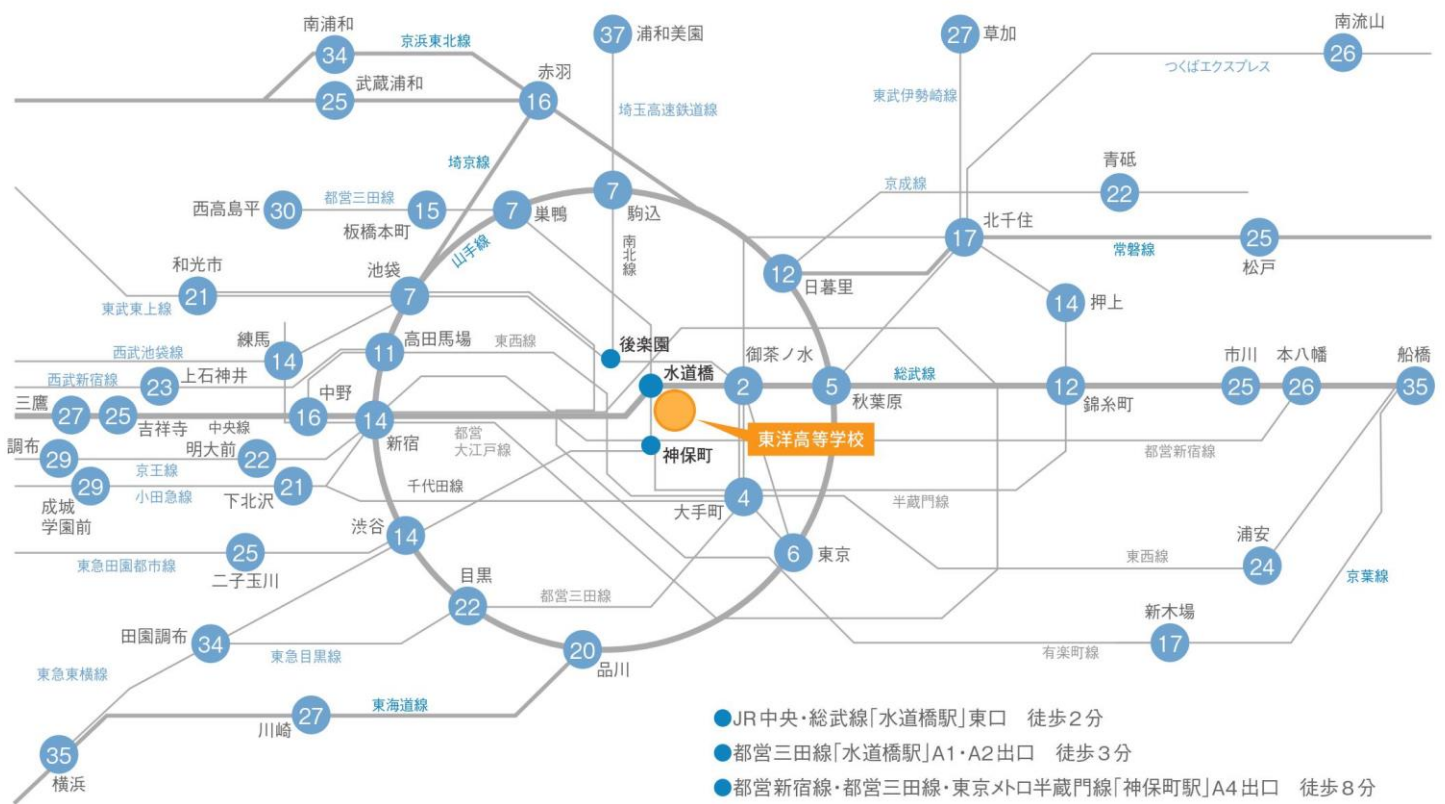 南浦和
34
京浜東北線
37
浦和美園
27
草加
南流山
26
つくばエクスプレス
武蔵浦和
25
赤羽
16
埼玉高速鉄道線
東武伊勢崎線
埼京線
青砥
22
京成線
西高島平
30
都営三田線
15
板橋本町
7
巣鴨
7
駒込
山手線
南北線
17
北千住
常磐線
25
松戸
和光市
21
東武東上線
池袋
7
12
日暮里
14
押上
練馬
14
西武池袋線
高田馬場
11
東西線
後楽園
御茶ノ水
2
水道橋
5
秋葉原
総武線
12
錦糸町
市川
25
本八幡
26
船橋
35
西武新宿線
23
上石神井
三鷹
27
25
吉祥寺
中央線
中野
16
14
新宿
都営
大江戸線
神保町
東洋高等学校
都営新宿線
調布
29
京王線
明大前
22
29
成城
学園前
小田急線
下北沢
21
千代田線
大手町
4
半蔵門線
渋谷
14
6
東京
東急田園都市線
25
二子玉川
目黒
22
都営三田線
東西線
浦安
24
京葉線
田園調布
34
東急目黒線
東急東横線
20
品川
新木場
17
有楽町線
川崎
27
東海道線
35
横浜
●JR中央・総武線「水道橋駅」東口　徒歩2分
●都営三田線「水道橋駅」A1・A2出口　徒歩3分
●都営新宿線・都営三田線・東京メトロ半蔵門線「神保町駅」A4出口　徒歩8分